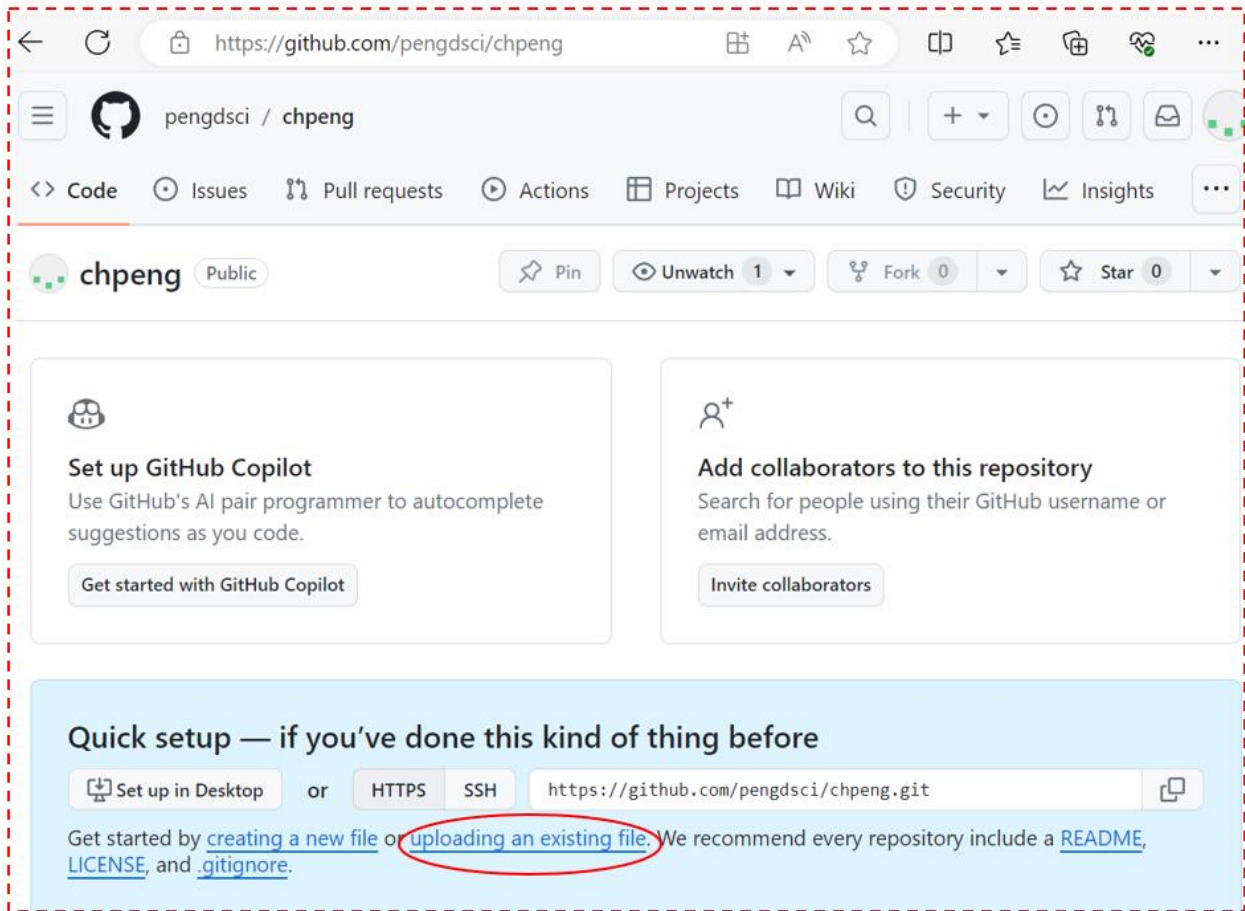 https://github.com/pengdsci/chpeng
pengdsci / chpeng
Code Issues Pull requests Actions Projects Wiki Security Insights
chpeng Public Pin Unwatch 1 Fork 0 Star 0
Set up GitHub Copilot
Use GitHub's AI pair programmer to autocomplete
suggestions as you code.
Get started with GitHub Copilot
Add collaborators to this repository
Search for people using their GitHub username or
email address.
Invite collaborators
Quick setup — if you've done this kind of thing before
Set up in Desktop or HTTPS SSH https://github.com/pengdsci/chpeng.git
Get started by creating a new file or uploading an existing file. We recommend every repository include a README,
LICENSE, and .gitignore.